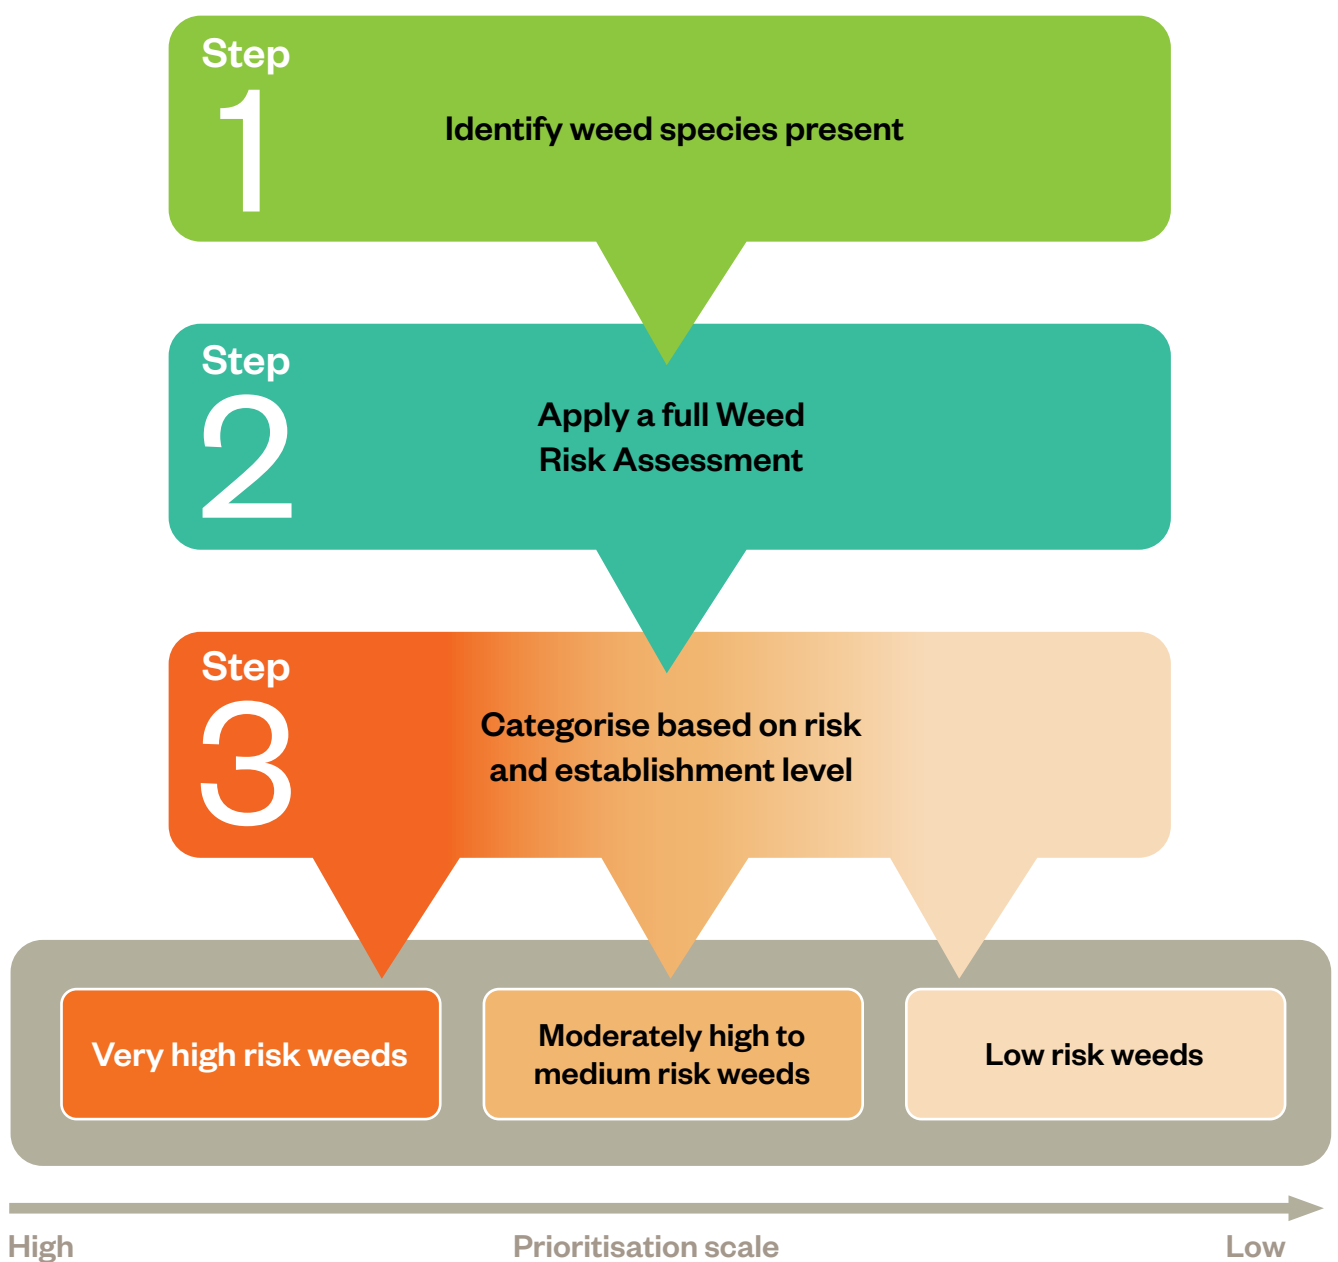 Step
1
Identify weed species present
Step
2
Apply a full Weed
Risk Assessment
Step
3
Categorise based on risk
and establishment level
Very high risk weeds
Moderately high to
medium risk weeds
Low risk weeds
High
Prioritisation scale
Low